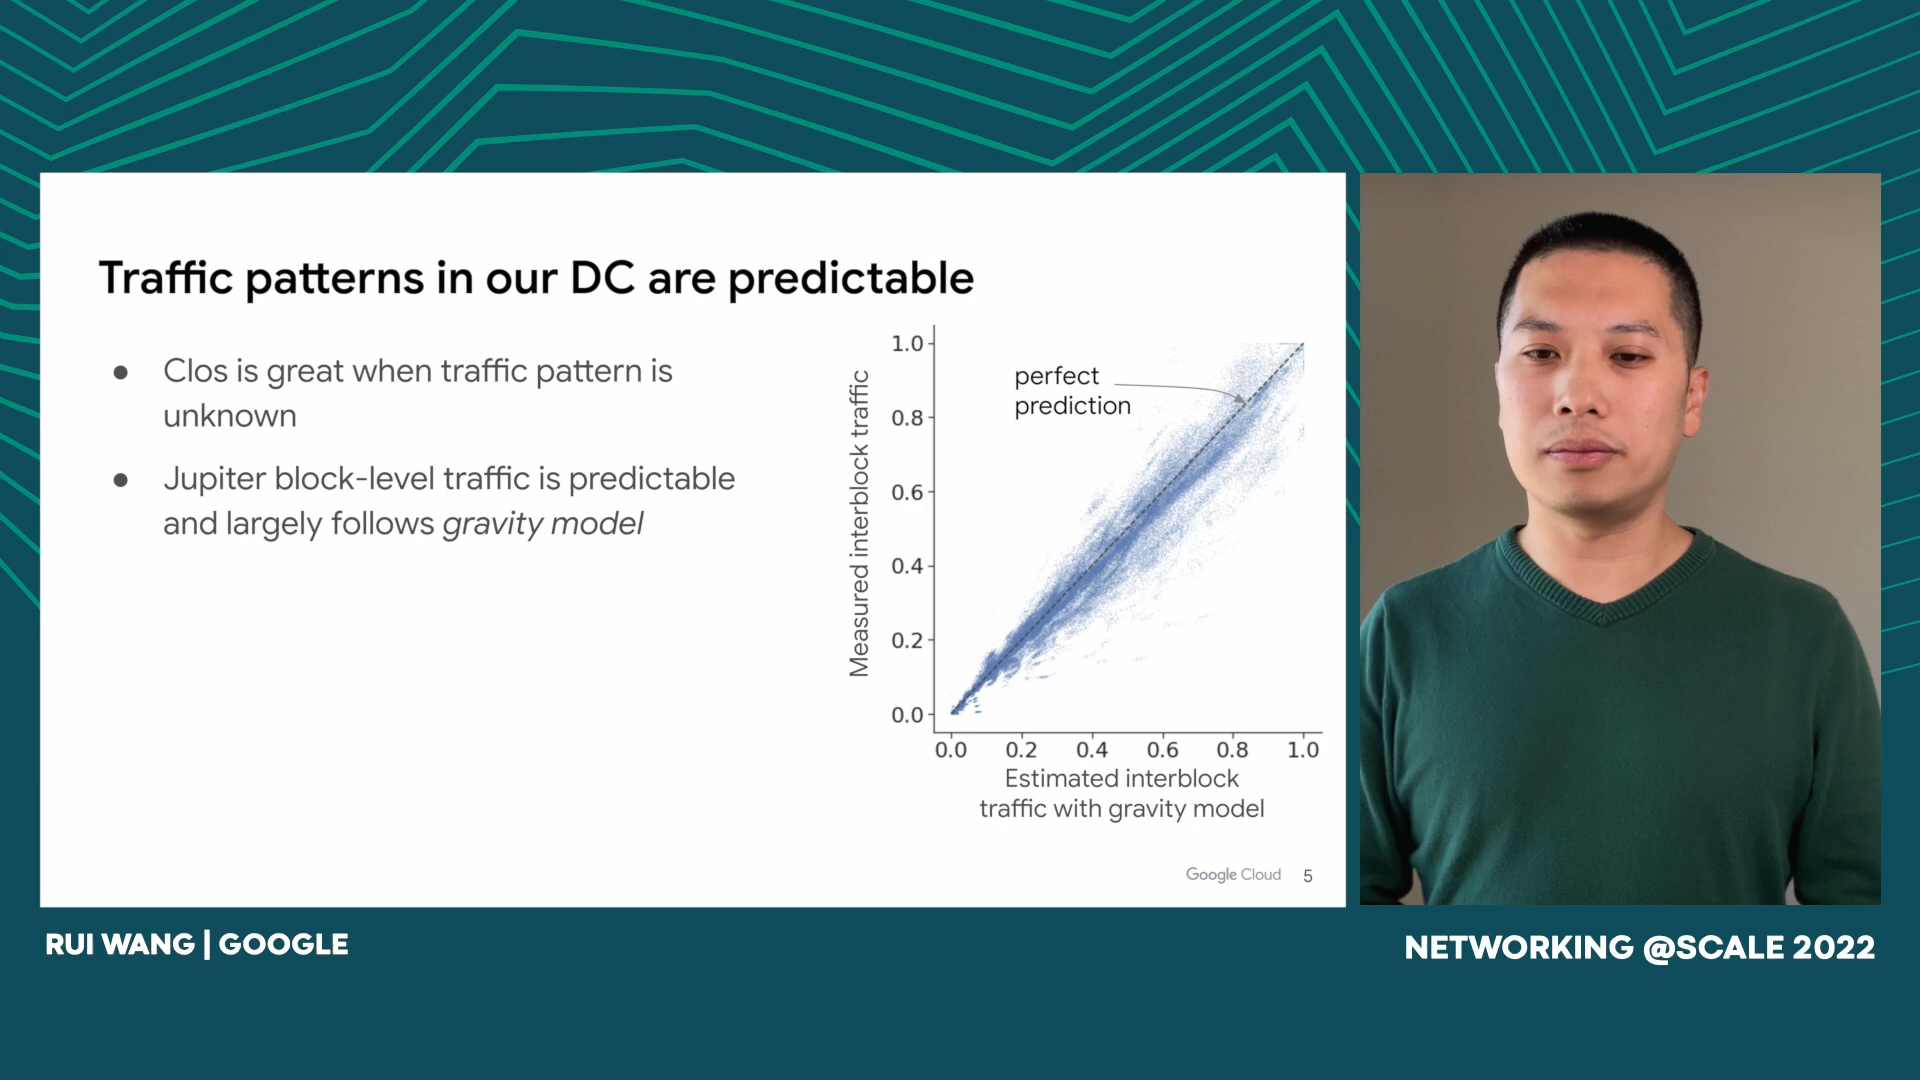 Traffic patterns in our DC are predictable
● Clos is great when traffic pattern is
unknown
● Jupiter block-level traffic is predictable
and largely follows gravity model
perfect
prediction
Measured interblock traffic
1.0
0.8
0.6
0.4
0.2
0.0
0.0 0.2 0.4 0.6 0.8 1.0
Estimated interblock
traffic with gravity model
Google Cloud 5
RUI WANG | GOOGLE
NETWORKING @SCALE 2022